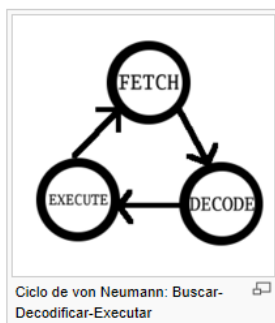 FETCH
EXECUTE
DECODE
Ciclo de von Neumann: Buscar-
Decodificar-Executar